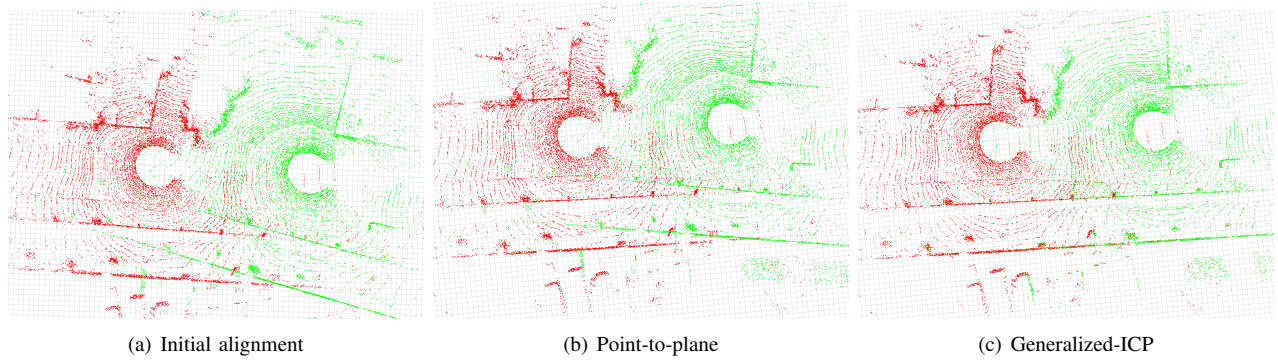 (a) Initial alignment
(b) Point-to-plane
(c) Generalized-ICP